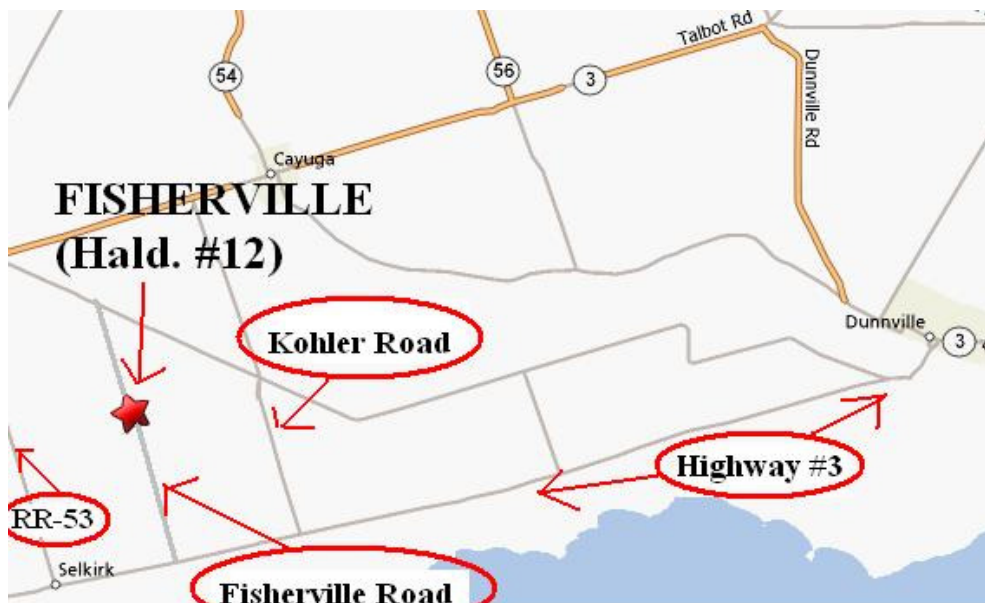 Talbot Rd
54
56
3
Dunnville Rd
Cayuga
FISHERVILLE
(Hald. #12)
Kohler Road
Dunnville
3
Highway #3
RR-53
Selkirk
Fisherville Road